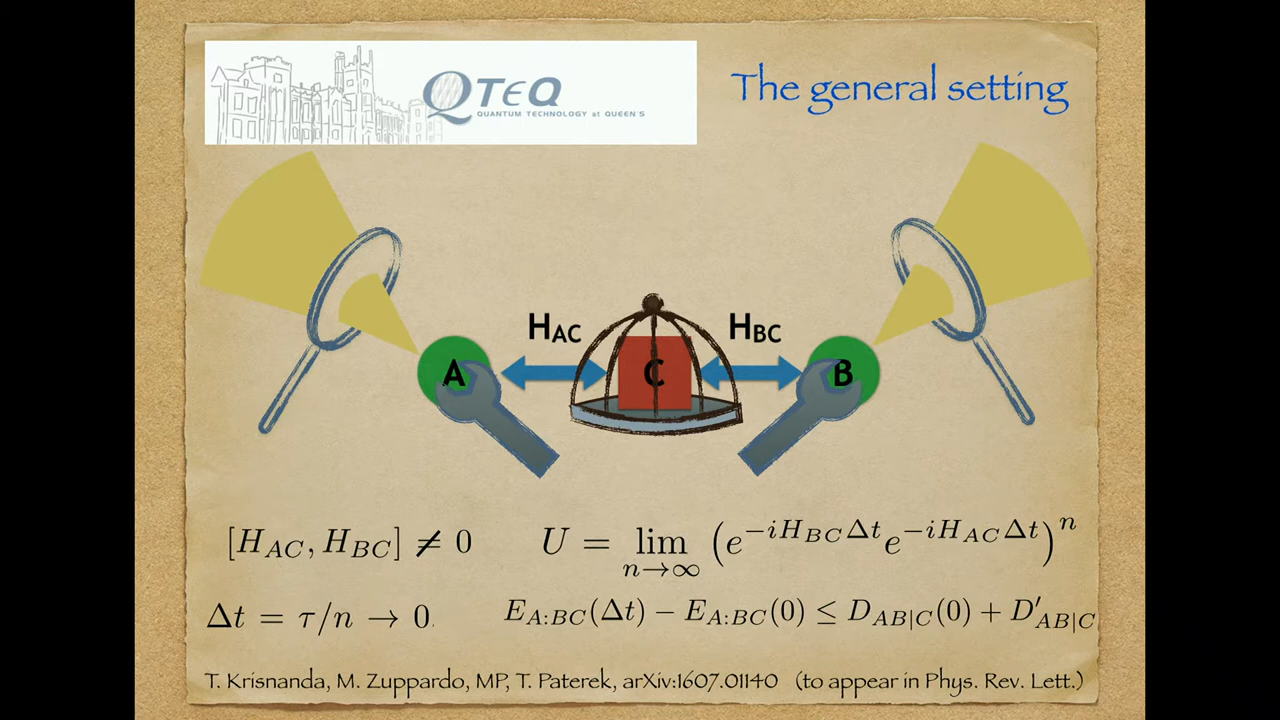 QTEQ
QUANTUM TECHNOLOGY at QUEEN'S
The general setting
H_AC H_BC
A C B
[H_AC, H_BC] ≠ 0
U = lim_{n→∞} (e^{-iH_BC Δt} e^{-iH_AC Δt})^n
Δt = τ/n → 0
E_{A:BC}(Δt) − E_{A:BC}(0) ≤ D_{AB|C}(0) + D'_{AB|C}
T. Krisnanda, M. Zuppardo, MP, T. Paterek, arXiv:1607.01140 (to appear in Phys. Rev. Lett.)